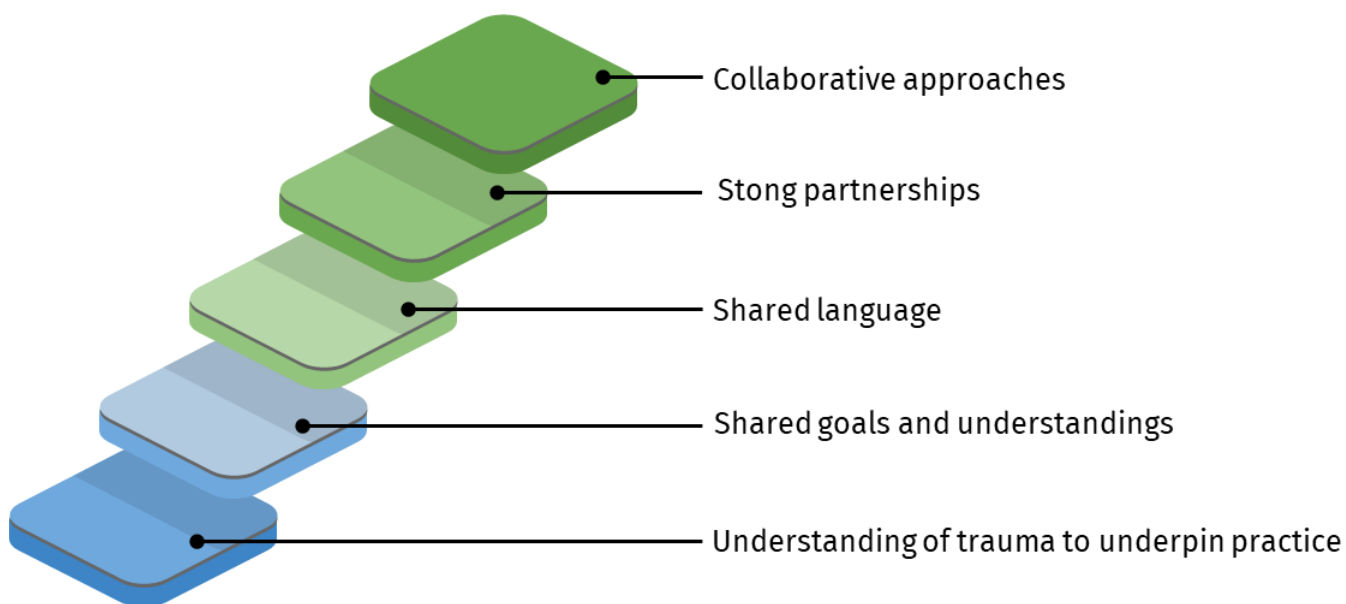 Collaborative approaches
Stong partnerships
Shared language
Shared goals and understandings
Understanding of trauma to underpin practice